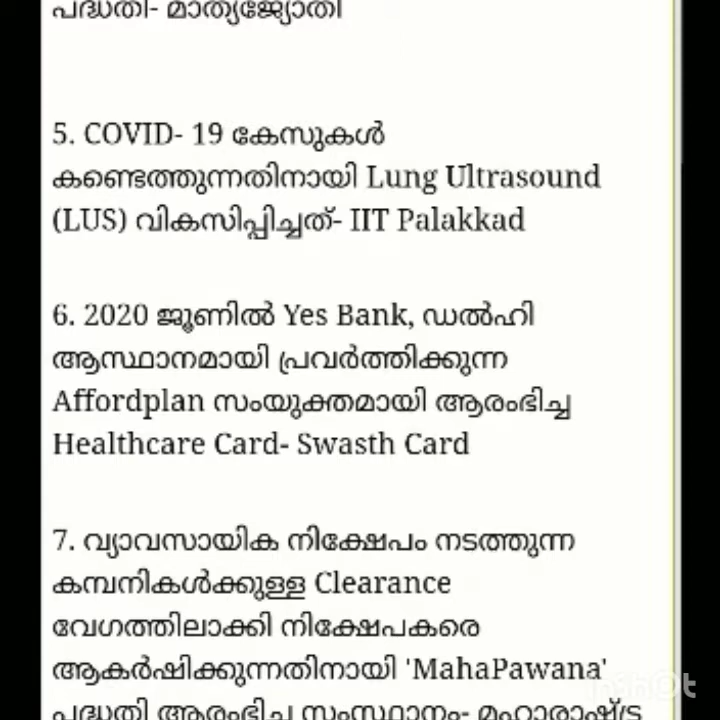 പദ്ധതി- മാത്യജ്യോതി
5. COVID- 19 കേസുകൾ
കണ്ടെത്തുന്നതിനായി Lung Ultrasound
(LUS) വികസിപ്പിച്ചത്- IIT Palakkad
6. 2020 ജൂണിൽ Yes Bank, ഡൽഹി
ആസ്ഥാനമായി പ്രവർത്തിക്കുന്ന
Affordplan സംയുക്തമായി ആരംഭിച്ച
Healthcare Card- Swasth Card
7. വ്യാവസായിക നിക്ഷേപം നടത്തുന്ന
കമ്പനികൾക്കുള്ള Clearance
വേഗത്തിലാക്കി നിക്ഷേപകരെ
ആകർഷിക്കുന്നതിനായി 'MahaPawana'
പദ്ധതി ആരംഭിച്ച സംസ്ഥാനം- മഹാരാഷ്ട്ര
InShOt